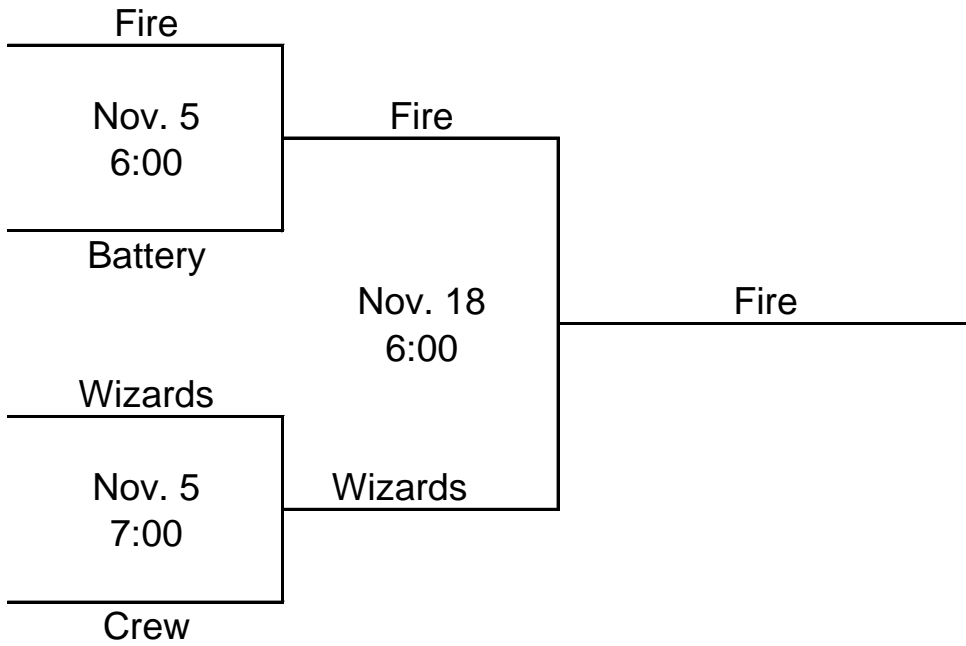 Fire
Nov. 5
6:00
Battery
Fire
Nov. 18
6:00
Fire
Wizards
Nov. 5
7:00
Crew
Wizards